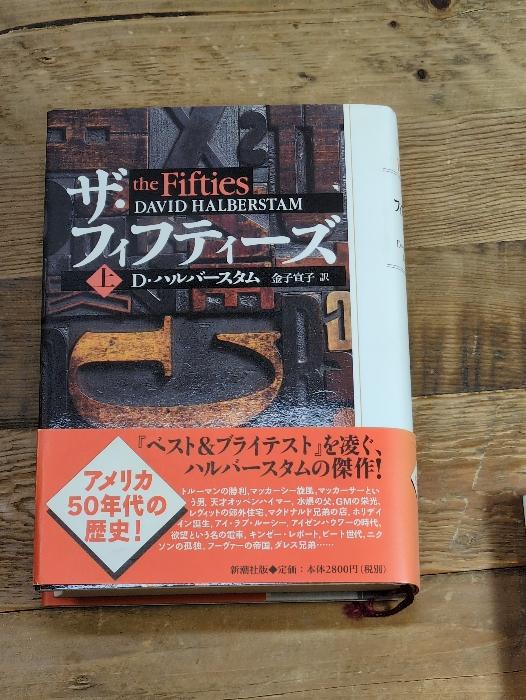 the Fifties
DAVID HALBERSTAM
ザ・
フィフティーズ
上 D・ハルバースタム 金子宣子 訳
『ベスト&ブライテスト』を凌ぐ、
ハルバースタムの傑作!
アメリカ
50年代の
歴史!
トルーマンの勝利、マッカーシー旋風、マッカーサーとい
う男、天才オッペンハイマー、水爆の父、GMの栄光、
レヴィットの郊外住宅、マクドナルド兄弟の店、ホリデイ
イン誕生、アイ・ラブ・ルーシー、アイゼンハワーの時代、
欲望という名の電車、キンゼー・レポート、ビート世代、ニク
ソンの孤独、フーヴァーの帝国、ダレス兄弟……
新潮社版◆定価:本体2800円(税別)